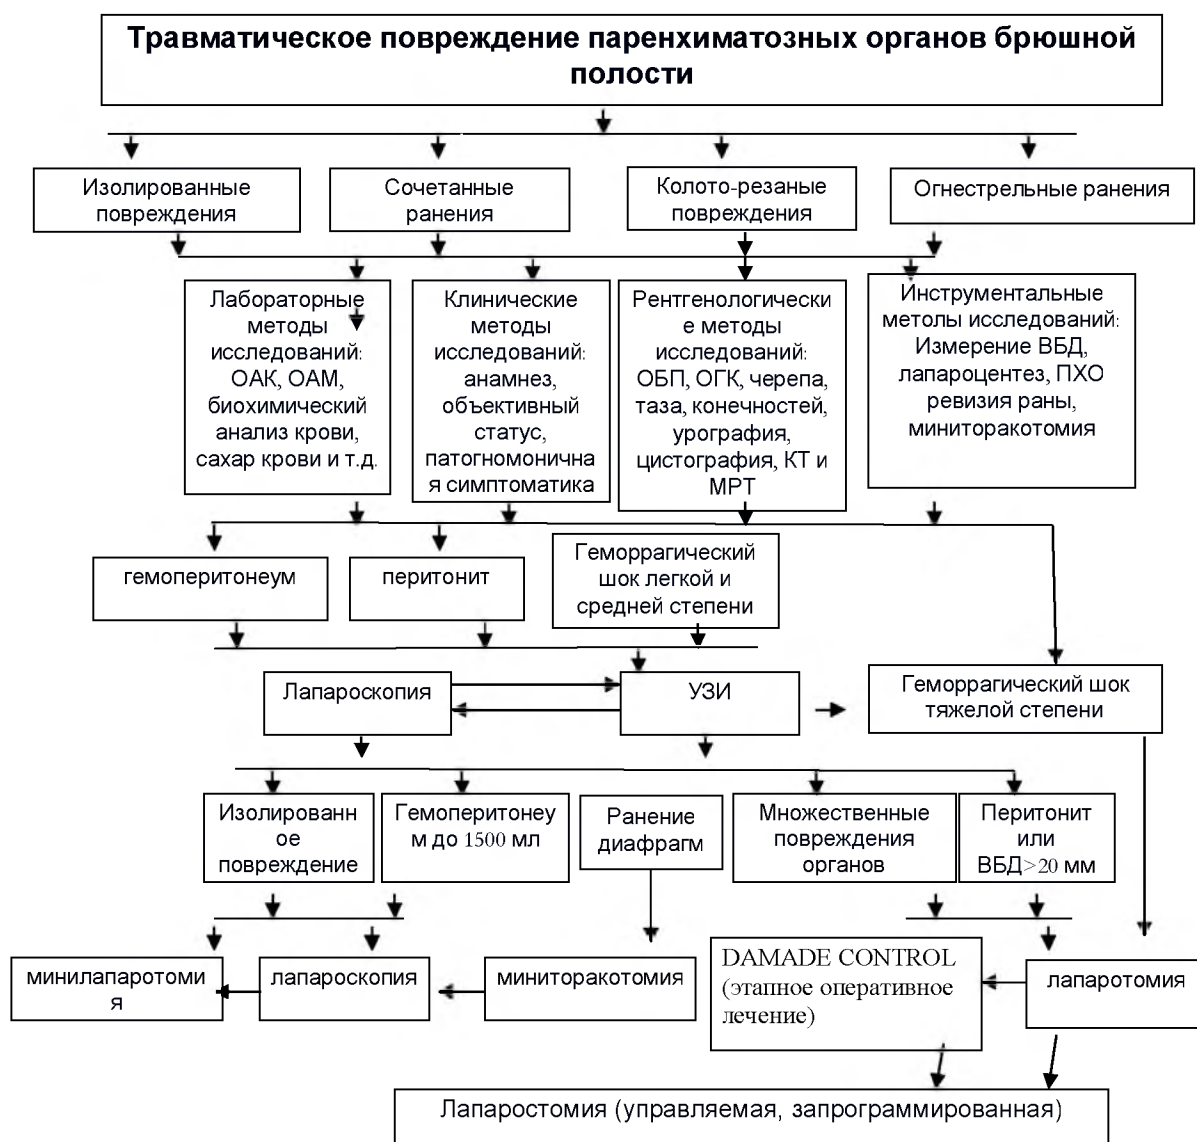 Травматическое повреждение паренхиматозных органов брюшной
полости
Изолированные
повреждения
Сочетанные
ранения
Колото-резаные
повреждения
Огнестрельные ранения
Лабораторные
методы
исследований:
ОАК, ОАМ,
биохимический
анализ крови,
сахар крови и т.д.
Клинические
методы
исследований:
анамнез,
объективный
статус,
патогномонична
я симптоматика
Рентгенологически
е методы
исследований:
ОБП, ОГК, черепа,
таза, конечностей,
урография,
цистография, КТ и
МРТ
Инструментальные
метолы исследований:
Измерение ВБД,
лапароцентез, ПХО
ревизия раны,
миниторакотомия
гемоперитонеум
перитонит
Геморрагический
шок легкой и
средней степени
Лапароскопия
УЗИ
Геморрагический шок
тяжелой степени
Изолированн
ое
повреждение
Гемоперитонеу
м до 1500 мл
Ранение
диафрагм
Множественные
повреждения
органов
Перитонит
или
ВБД>20 мм
минилапаротоми
я
лапароскопия
миниторакотомия
DAMADE CONTROL
(этапное оперативное
лечение)
лапаротомия
Лапаростомия (управляемая, запрограммированная)